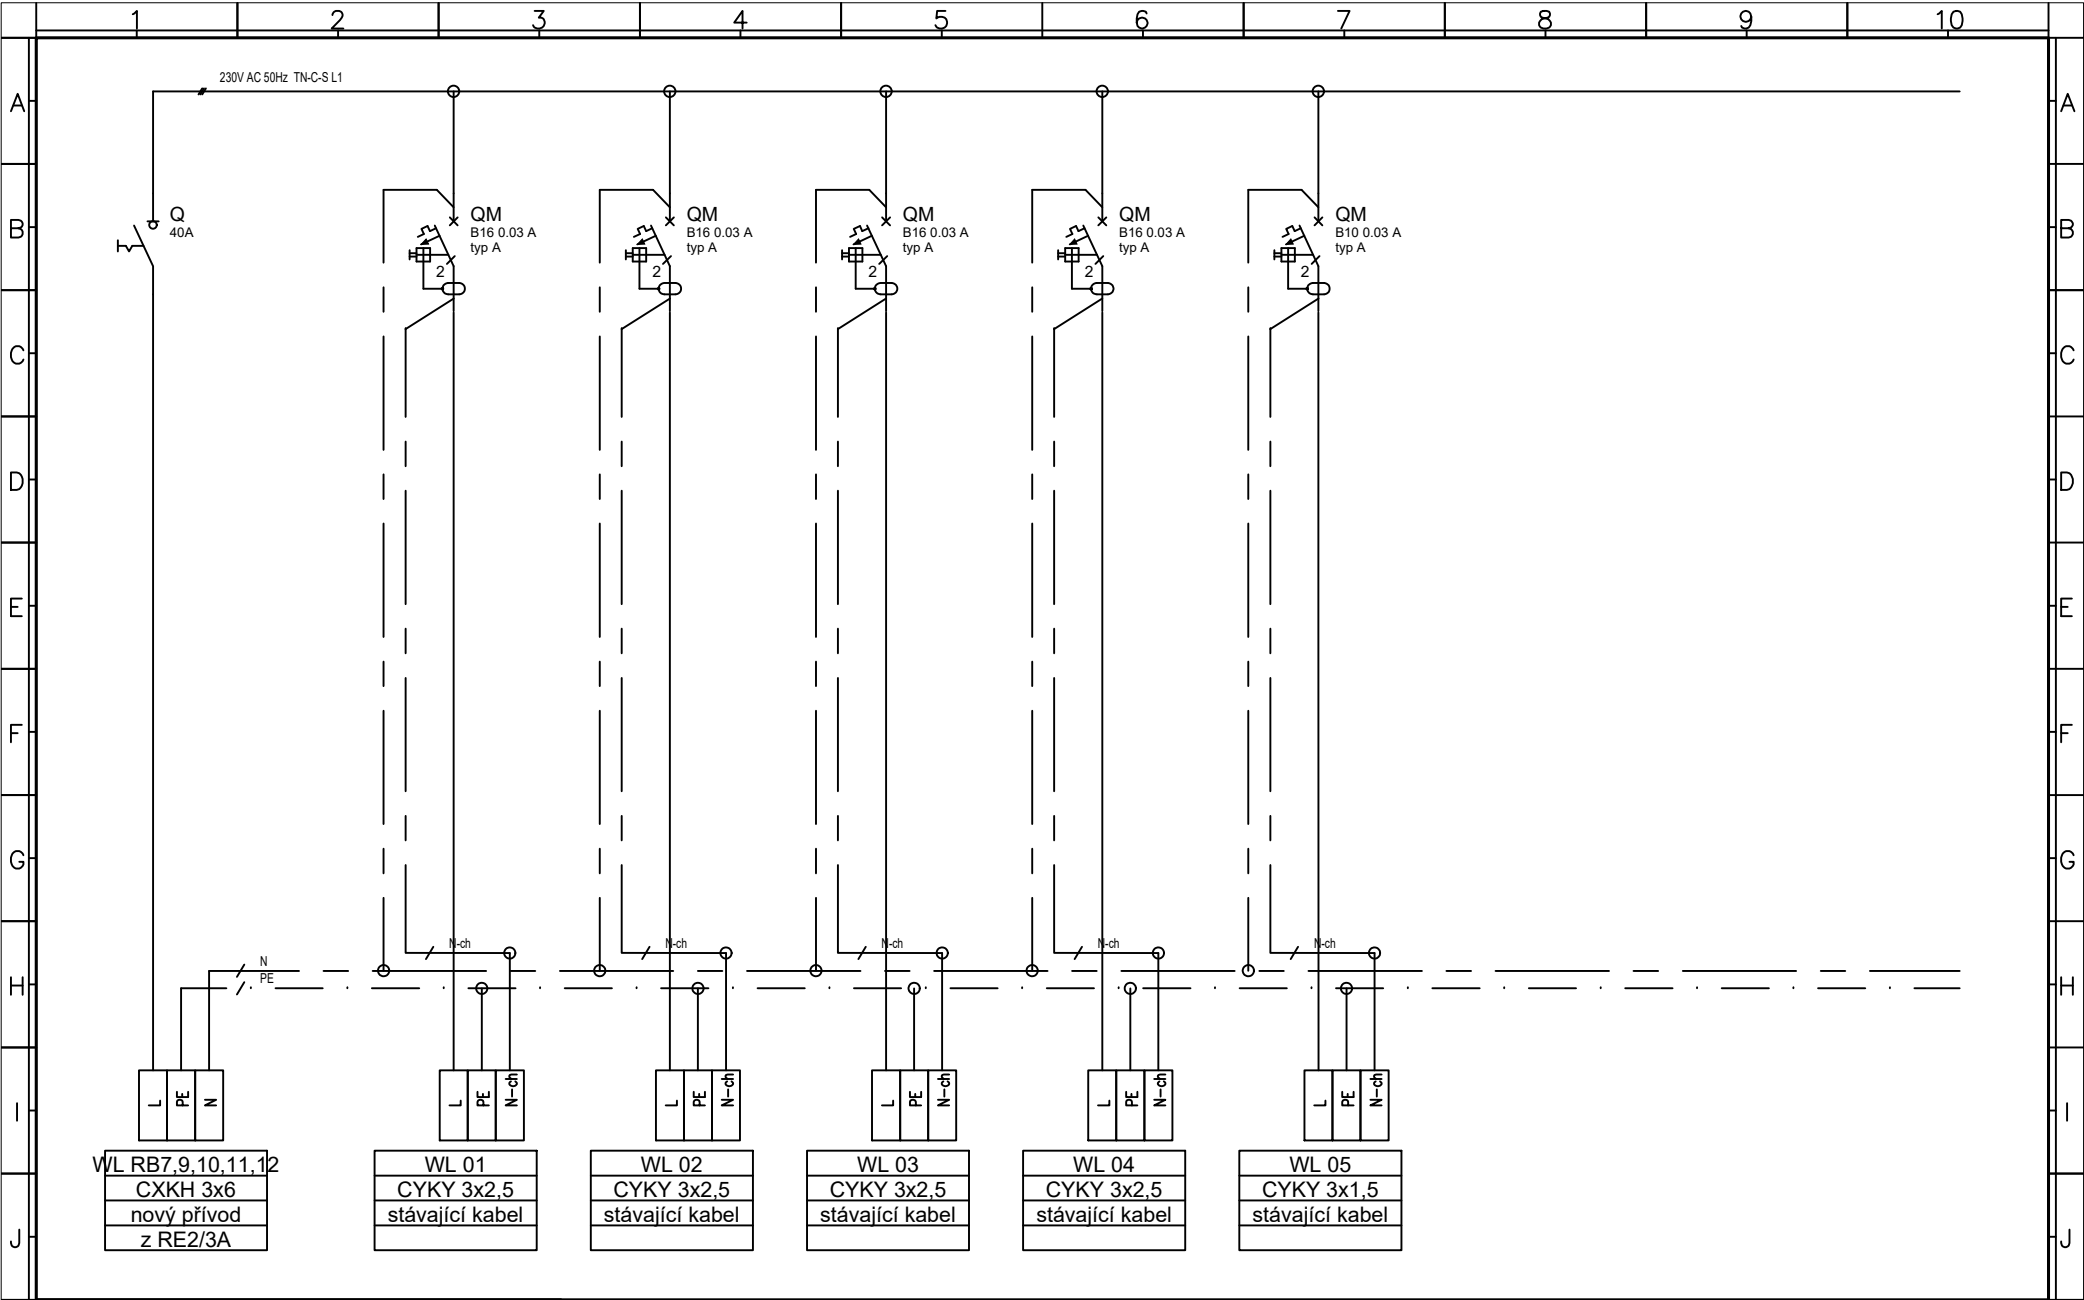 1 2 3 4 5 6 7 8 9 10
230V AC 50Hz TN-C-S L1
A A
B B
Q
40A
QM
B16 0.03 A
typ A
2
QM
B16 0.03 A
typ A
2
QM
B16 0.03 A
typ A
2
QM
B16 0.03 A
typ A
2
QM
B10 0.03 A
typ A
2
C C
D D
E E
F F
G G
H H
N
PE
N-ch
N-ch
N-ch
N-ch
N-ch
I I
L PE N
L PE N-ch
L PE N-ch
L PE N-ch
L PE N-ch
L PE N-ch
J J
WL RB7,9,10,11,12
CXKH 3x6
nový přívod
z RE2/3A
WL 01
CYKY 3x2,5
stávající kabel
WL 02
CYKY 3x2,5
stávající kabel
WL 03
CYKY 3x2,5
stávající kabel
WL 04
CYKY 3x2,5
stávající kabel
WL 05
CYKY 3x1,5
stávající kabel